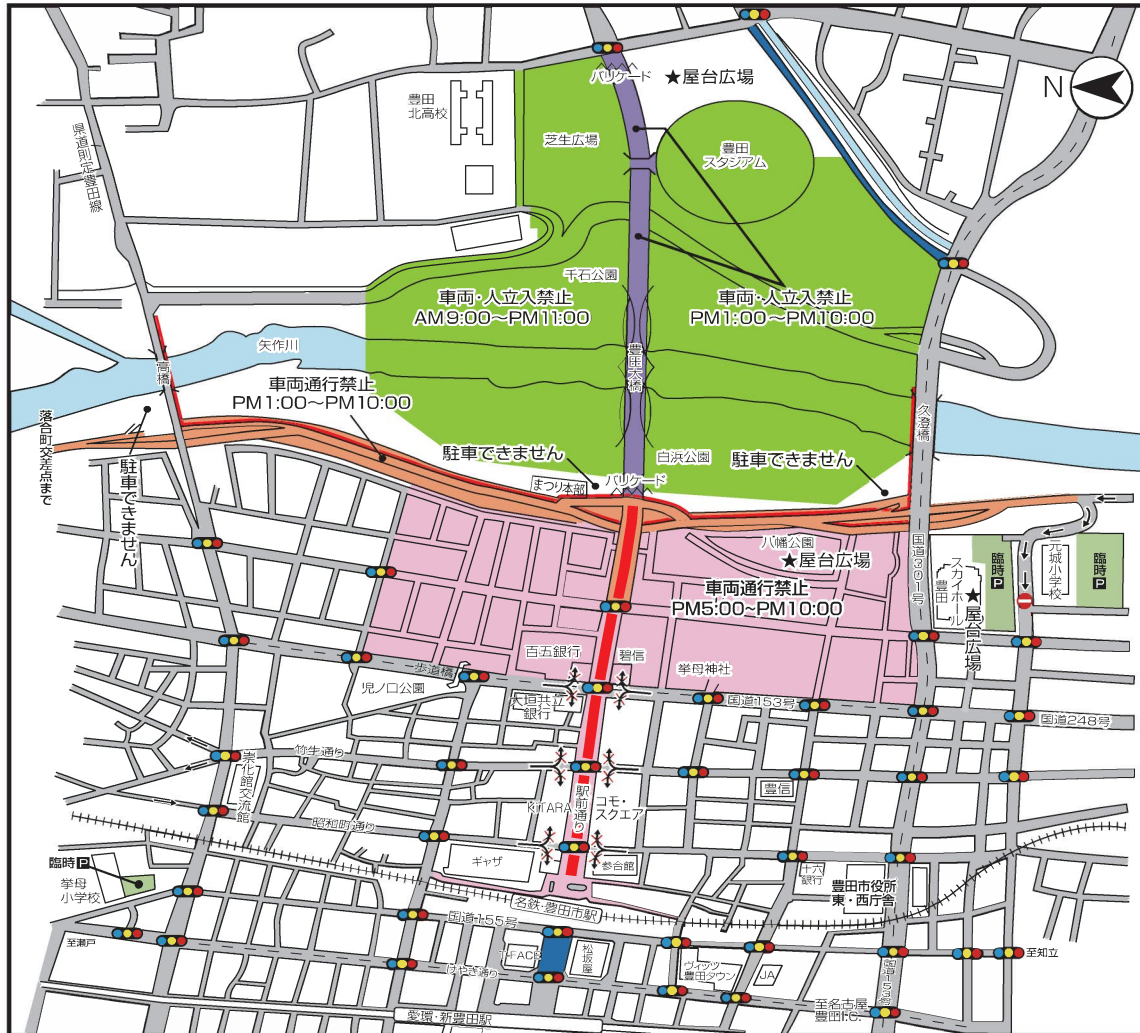 バリケード
★屋台広場
N
豊田
北高校
芝生広場
豊田
スタジアム
県道則定豊田線
千石公園
車両・人立入禁止
AM9:00〜PM11:00
車両・人立入禁止
PM1:00〜PM10:00
矢作川
高橋
豊田大橋
久澄橋
車両通行禁止
PM1:00〜PM10:00
落合町交差点まで
駐車できません
駐車できません
白浜公園
駐車できません
まつり本部
バリケード
八幡公園
★屋台広場
車両通行禁止
PM5:00〜PM10:00
国道301号
スカイホール
豊田
★屋台広場
臨時P
元城小学校
臨時P
百五銀行
碧信
挙母神社
歩道橋
児ノ口公園
大垣共立
銀行
国道153号
国道248号
竹生通り
崇化館
交流館
昭和町通り
KiTARA
駅前通り
コモ・
スクエア
豊信
臨時P
挙母
小学校
ギャザ
参合館
十六
銀行
豊田市役所
東・西庁舎
名鉄・豊田市駅
国道155号
至瀬戸
T-FACE
松坂屋
けやき通り
ヴィッツ
豊田タウン
JA
国道153号
至知立
至名古屋
豊田I.C.
愛環・新豊田駅